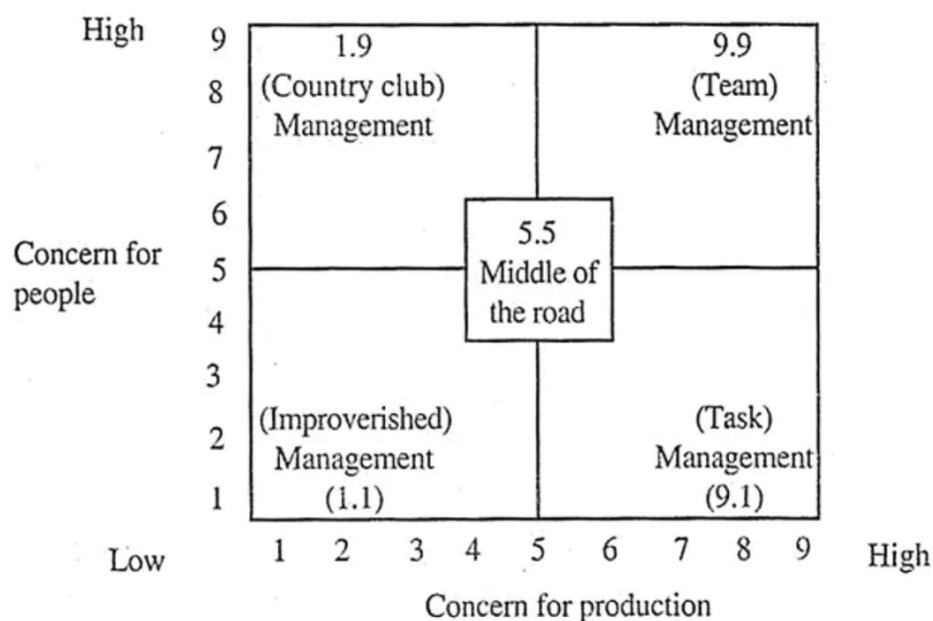 High
9
1.9
9.9
8
(Country club)
(Team)
Management
Management
7
6
5.5
Concern for
people
5
Middle of
the road
4
3
(Improverished)
(Task)
2
Management
Management
1
(1.1)
(9.1)
Low
1 2 3 4 5 6 7 8 9
High
Concern for production